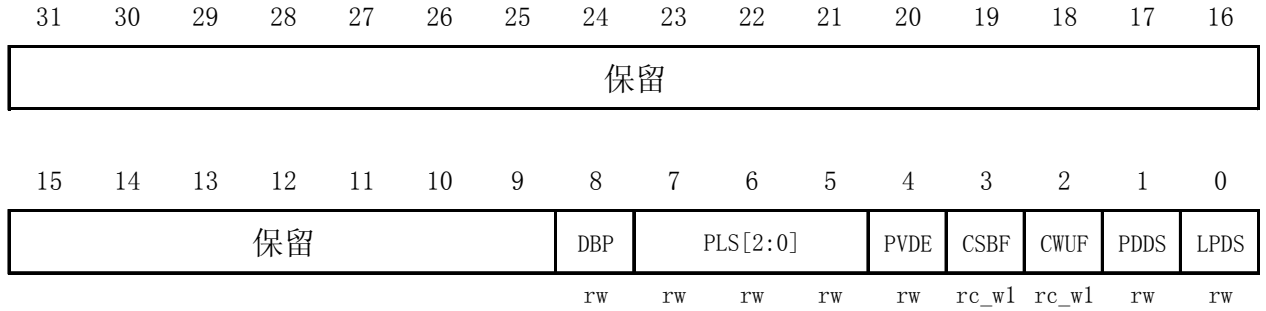 31 30 29 28 27 26 25 24 23 22 21 20 19 18 17 16
保留
15 14 13 12 11 10 9 8 7 6 5 4 3 2 1 0
保留 DBP PLS[2:0] PVDE CSBF CWUF PDDS LPDS
rw rw rw rw rw rc_w1 rc_w1 rw rw